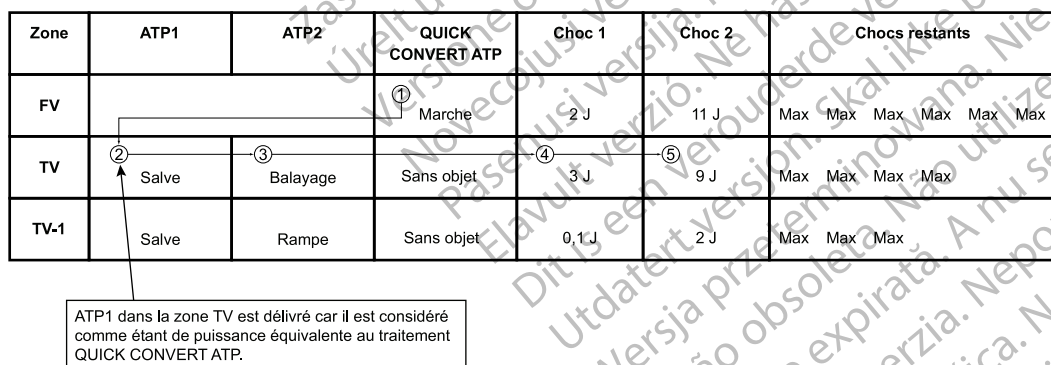 Zone ATP1 ATP2 QUICK CONVERT ATP Choc 1 Choc 2 Chocs restants
FV ① Marche 2 J 11 J Max Max Max Max Max Max
TV ② Salve ③ Balayage Sans objet ④ 3 J ⑤ 9 J Max Max Max Max
TV-1 Salve Rampe Sans objet 0,1 J 2 J Max Max Max
ATP1 dans la zone TV est délivré car il est considéré
comme étant de puissance équivalente au traitement
QUICK CONVERT ATP.